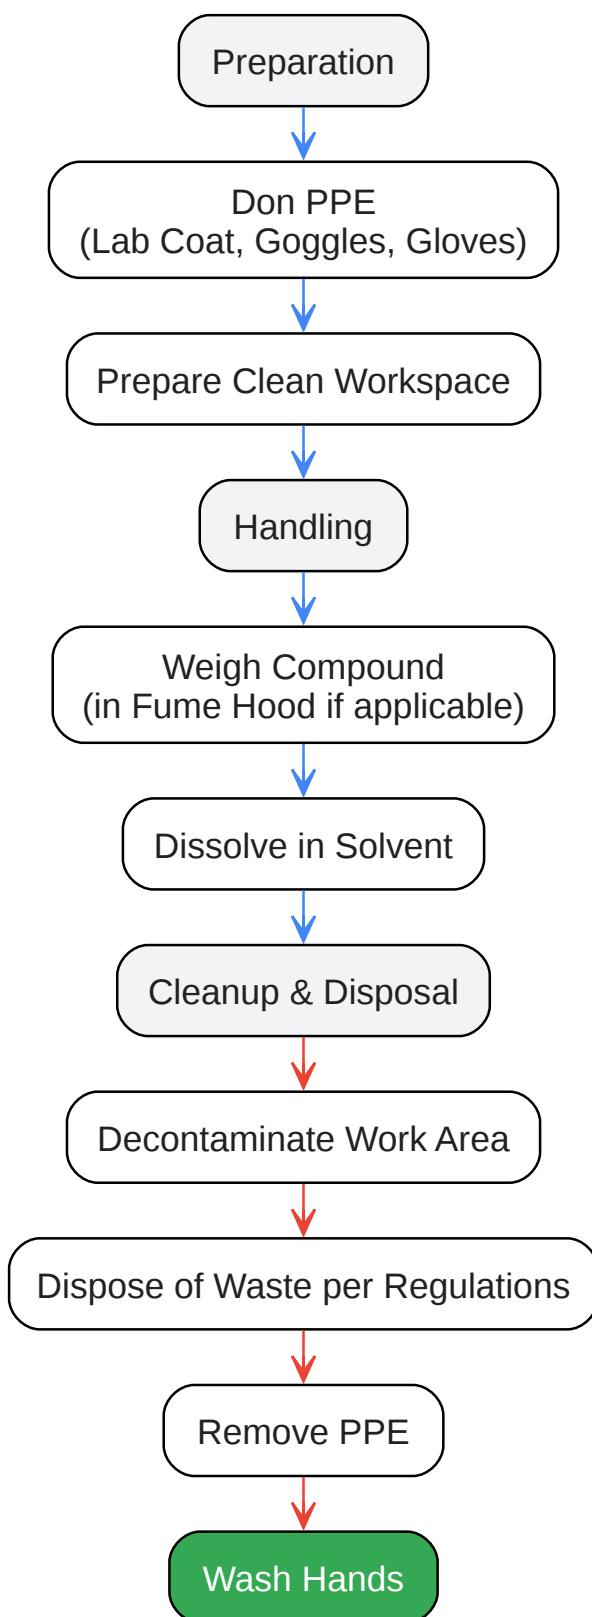 Preparation
Don PPE
(Lab Coat, Goggles, Gloves)
Prepare Clean Workspace
Handling
Weigh Compound
(in Fume Hood if applicable)
Dissolve in Solvent
Cleanup & Disposal
Decontaminate Work Area
Dispose of Waste per Regulations
Remove PPE
Wash Hands